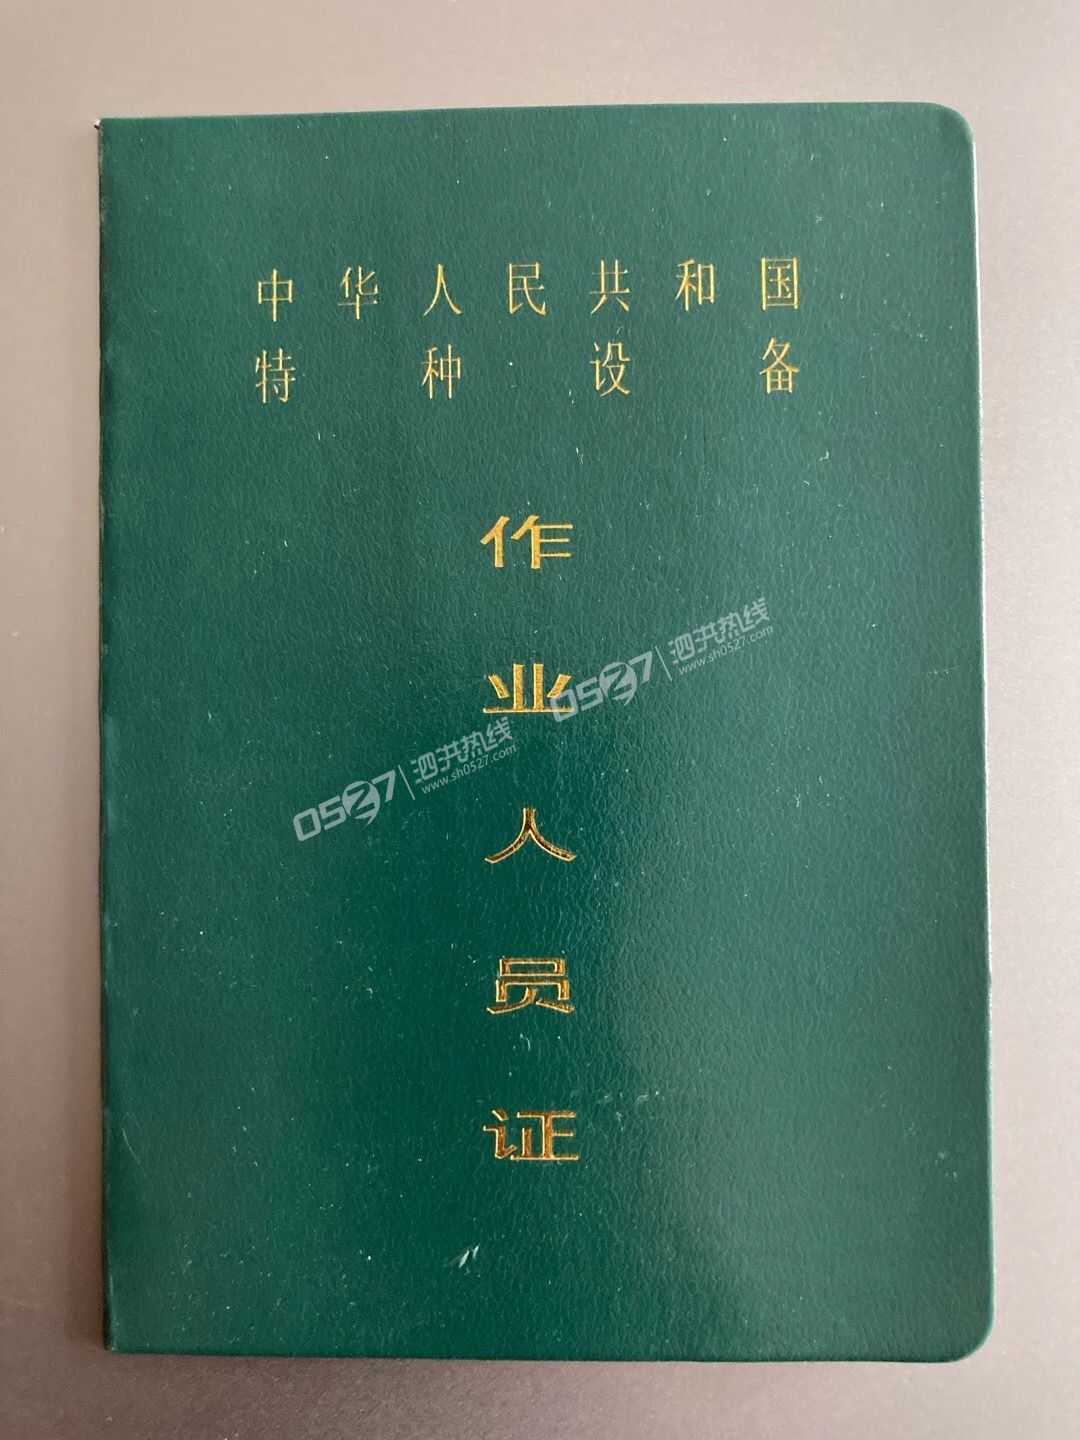 中华人民共和国
特种设备
作
业
人
员
证
0527 泗洪热线
www.sh0527.com
0527 泗洪热线
www.sh0527.com